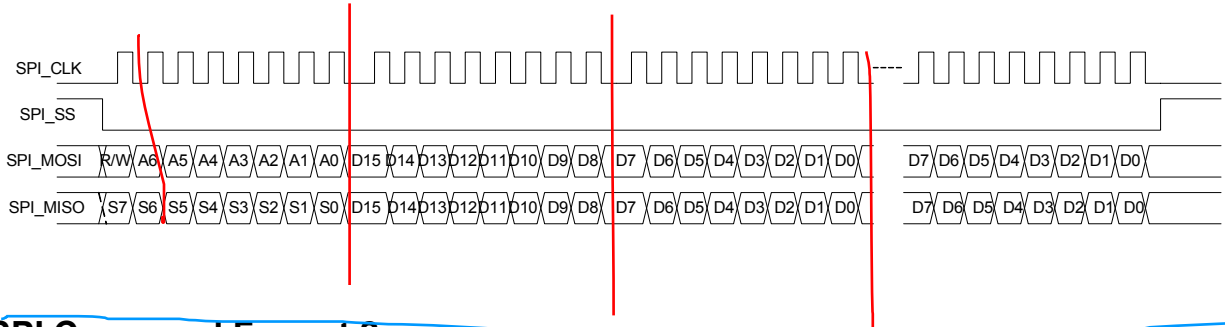 SPI_CLK
SPI_SS
SPI_MOSI R/W A6 A5 A4 A3 A2 A1 A0 D15 D14 D13 D12 D11 D10 D9 D8 D7 D6 D5 D4 D3 D2 D1 D0 D7 D6 D5 D4 D3 D2 D1 D0
SPI_MISO S7 S6 S5 S4 S3 S2 S1 S0 D15 D14 D13 D12 D11 D10 D9 D8 D7 D6 D5 D4 D3 D2 D1 D0 D7 D6 D5 D4 D3 D2 D1 D0